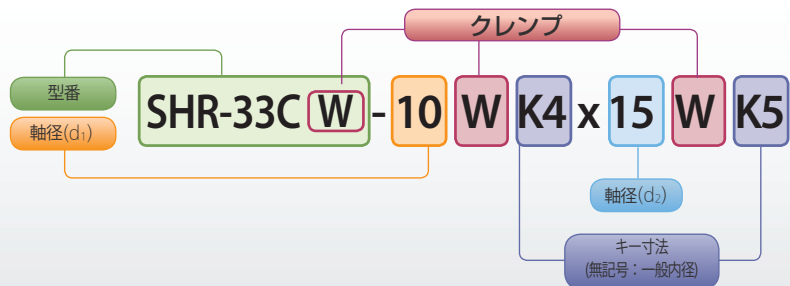 クレンプ
型番
SHR-33C W - 10 W K4 x 15 W K5
軸径(d₁)
軸径(d₂)
キー寸法
(無記号：一般内径)